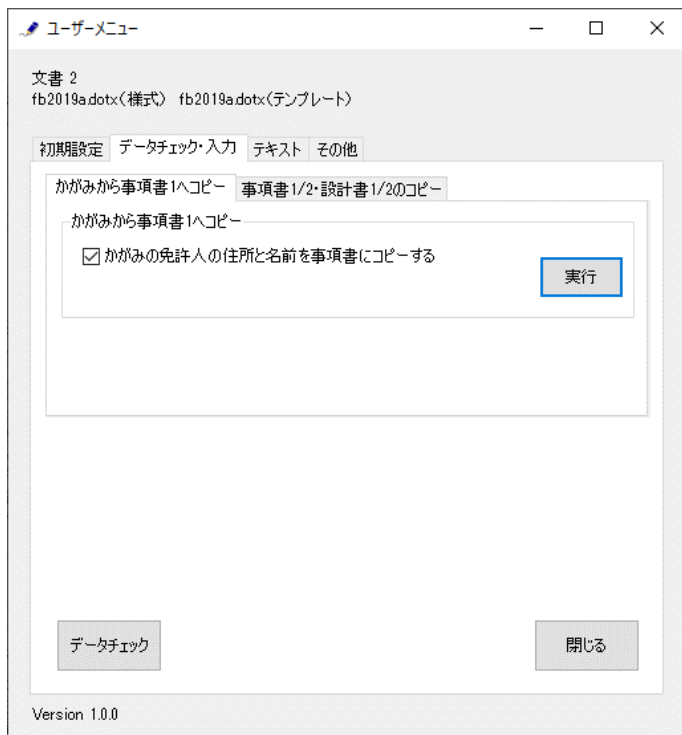 ユーザーメニュー
文書 2
fb2019a.dotx(様式) fb2019a.dotx(テンプレート)
初期設定 データチェック・入力 テキスト その他
かがみから事項書1へコピー 事項書1/2・設計書1/2のコピー
かがみから事項書1へコピー
かがみの免許人の住所と名前を事項書にコピーする
実行
データチェック 閉じる
Version 1.0.0